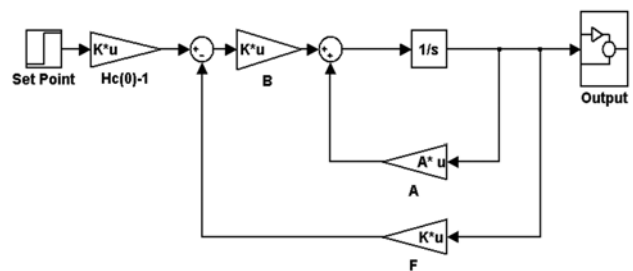 K*u
+
-
K*u
+
+
1/s
Set Point
Hc(0)-1
B
Output
A* u
A
K*u
F